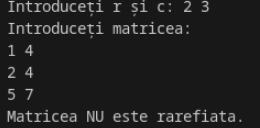 Introduceți r și c: 2 3
Introduceți matricea:
1 4
2 4
5 7
Matricea NU este rarefiata.